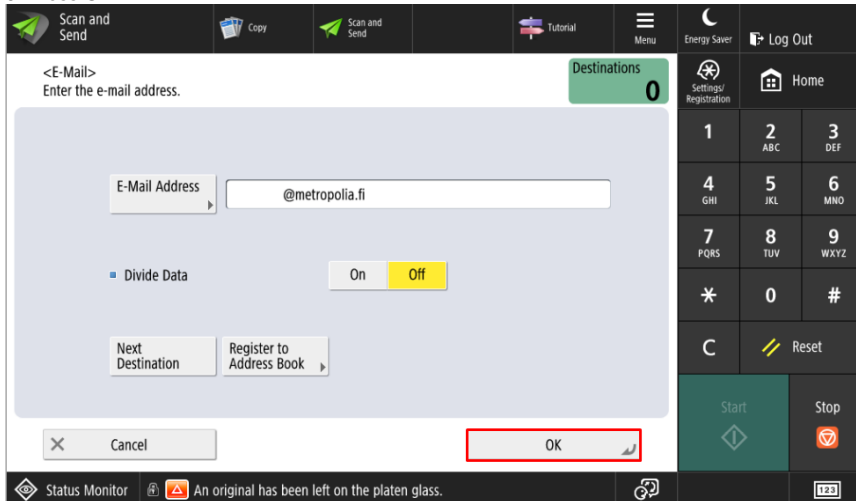 Scan and
Send
Copy
Scan and
Send
Tutorial
Menu
Energy Saver
Log Out
<E-Mail>
Enter the e-mail address.
Destinations
0
Settings/
Registration
Home
E-Mail Address
@metropolia.fi
Divide Data
On
Off
Next
Destination
Register to
Address Book
Cancel
OK
1
2
ABC
3
DEF
4
GHI
5
JKL
6
MNO
7
PQRS
8
TUV
9
WXYZ
*
0
#
C
Reset
Start
Stop
Status Monitor
An original has been left on the platen glass.
123